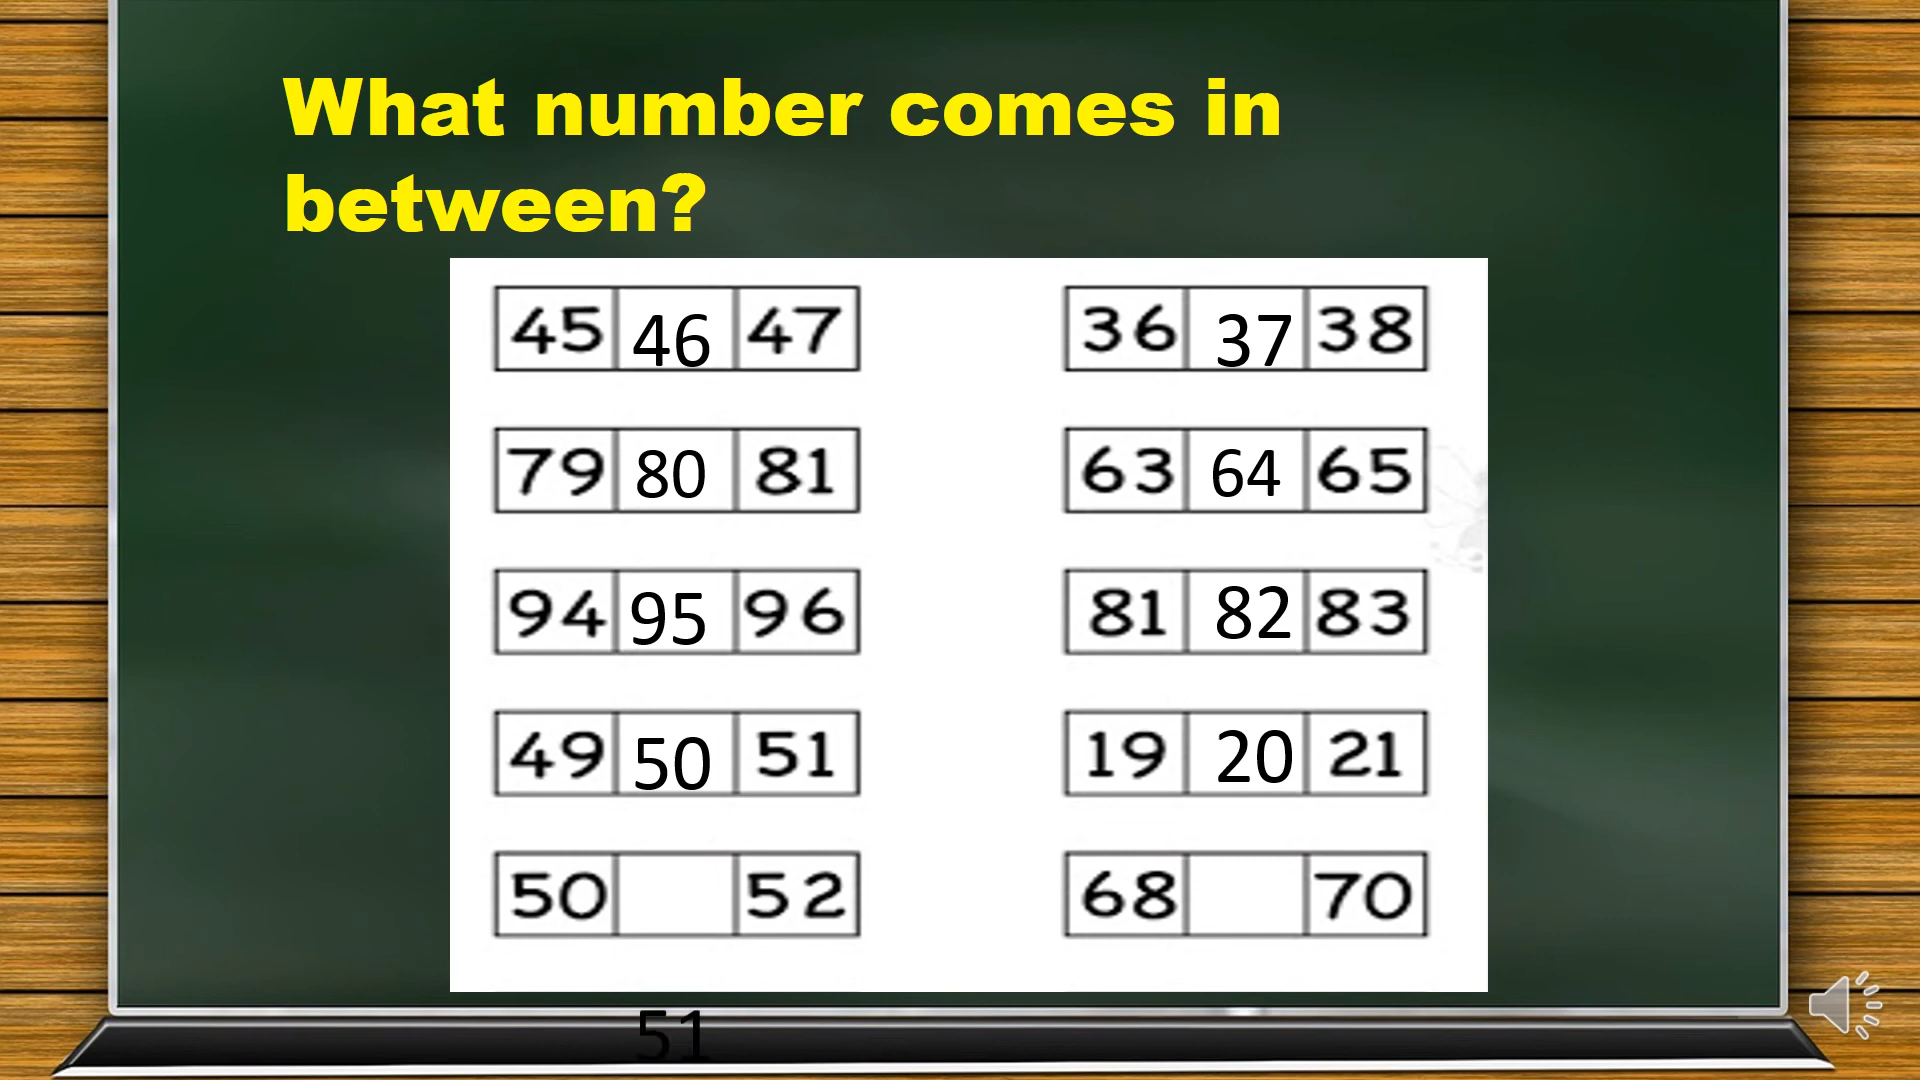 What number comes in
between?
45 46 47 36 37 38
79 80 81 63 64 65
94 95 96 81 82 83
49 50 51 19 20 21
50 52 68 70
51